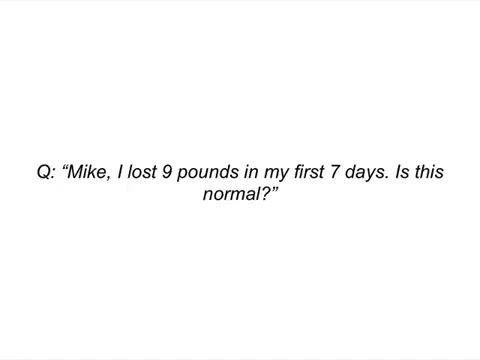 Q: “Mike, I lost 9 pounds in my first 7 days. Is this
normal?”